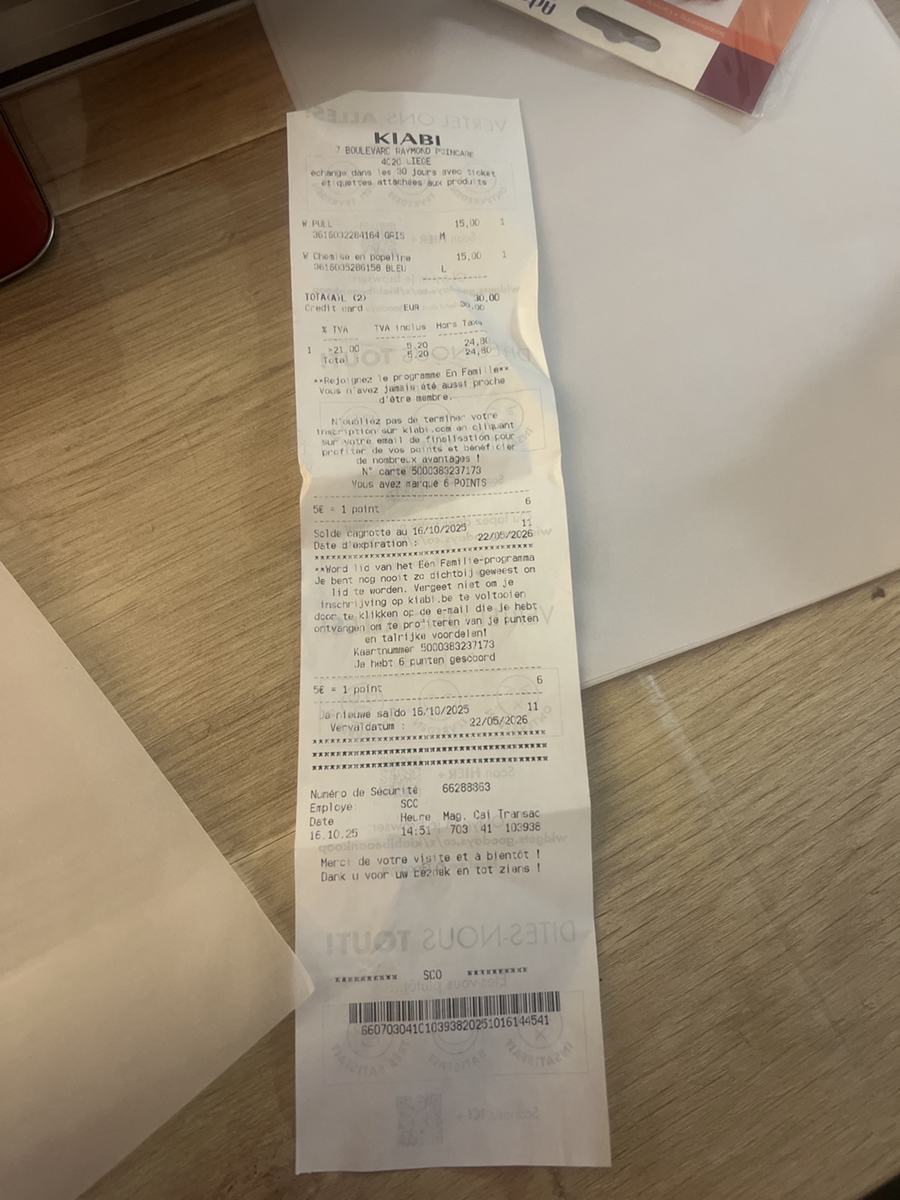 KIABI
7 BOULEVARD RAYMOND POINCARE
4020 LIEGE
échange dans les 30 jours avec ticket
étiquettes attachées aux produits
W PULL 15,00 1
3616032284164 GRIS M
W Chemise en popeline 15,00 1
3616035286158 BLEU L
TOTA(A)L (2) 30,00
Credit card EUR 30,00
% TVA TVA inclus Hors Taxe
1 >21,00 5,20 24,80
Total 5,20 24,80
**Rejoignez le programme En Famille**
Vous n'avez jamais été aussi proche
d'être membre.
N'oubliez pas de terminer votre
inscription sur kiabi.com en cliquant
sur votre email de finalisation pour
profiter de vos points et bénéficier
de nombreux avantages !
N° carte 5000383237173
Vous avez marqué 6 POINTS
5€ = 1 point 6
Solde cagnotte au 16/10/2025 11
Date d'expiration : 22/05/2026
**Word lid van het Eén Familie-programma
Je bent nog nooit zo dichtbij geweest om
lid te worden. Vergeet niet om je
inschrijving op kiabi.be te voltooien
door te klikken op de e-mail die je hebt
ontvangen om te profiteren van je punten
en talrijke voordelen!
Kaartnummer 5000383237173
Je hebt 6 punten gescoord
5€ = 1 point 6
Je nieuwe saldo 16/10/2025 11
Vervaldatum : 22/05/2026
Numéro de Sécurité 66288363
Employé SCC
Date Heure Mag. Cai Transac
16.10.25 14:51 703 41 103938
Merci de votre visite et à bientôt !
Dank u voor uw bezoek en tot ziens !
********** SCO **********
660703041010393820251016144541
DITES-NOUS TOUT!